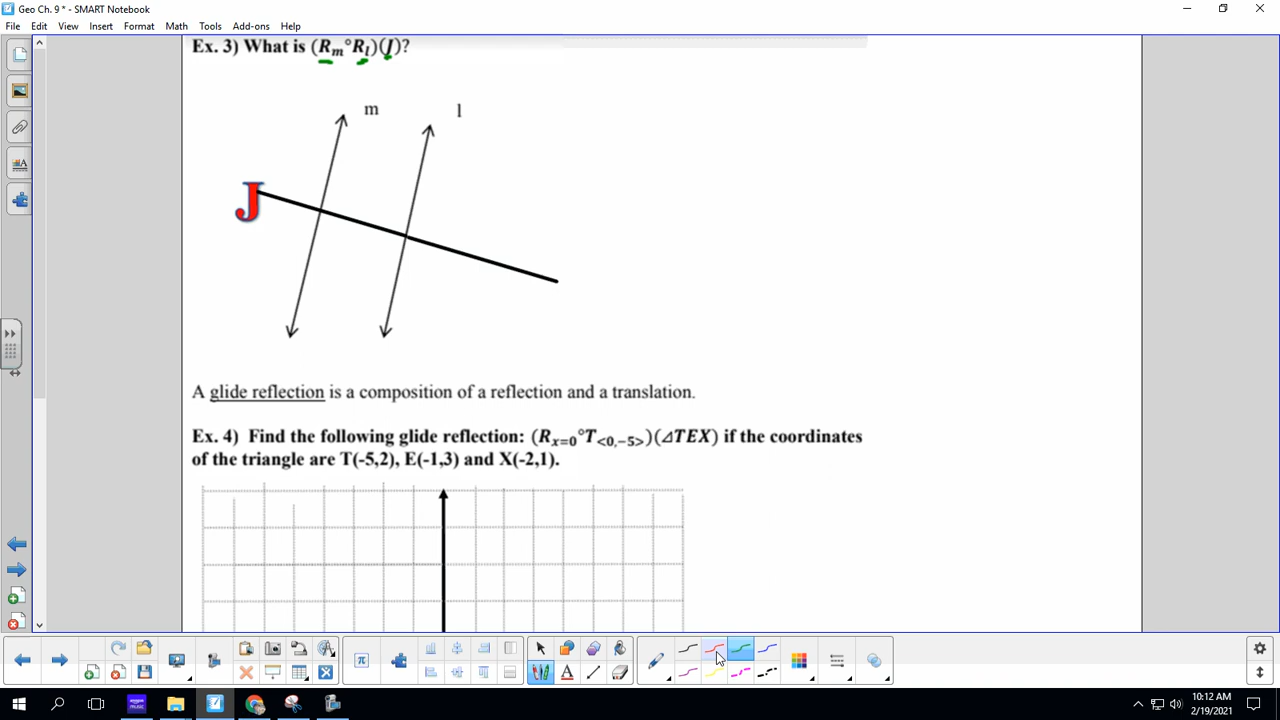 Geo Ch. 9 * - SMART Notebook
File Edit View Insert Format Math Tools Add-ons Help
Ex. 3) What is (Rₘ°Rₗ)(J)?
m l
J
A glide reflection is a composition of a reflection and a translation.
Ex. 4) Find the following glide reflection: (Rₓ₌₀°T<0,−5>)(⊿TEX) if the coordinates
of the triangle are T(-5,2), E(-1,3) and X(-2,1).
10:12 AM
2/19/2021